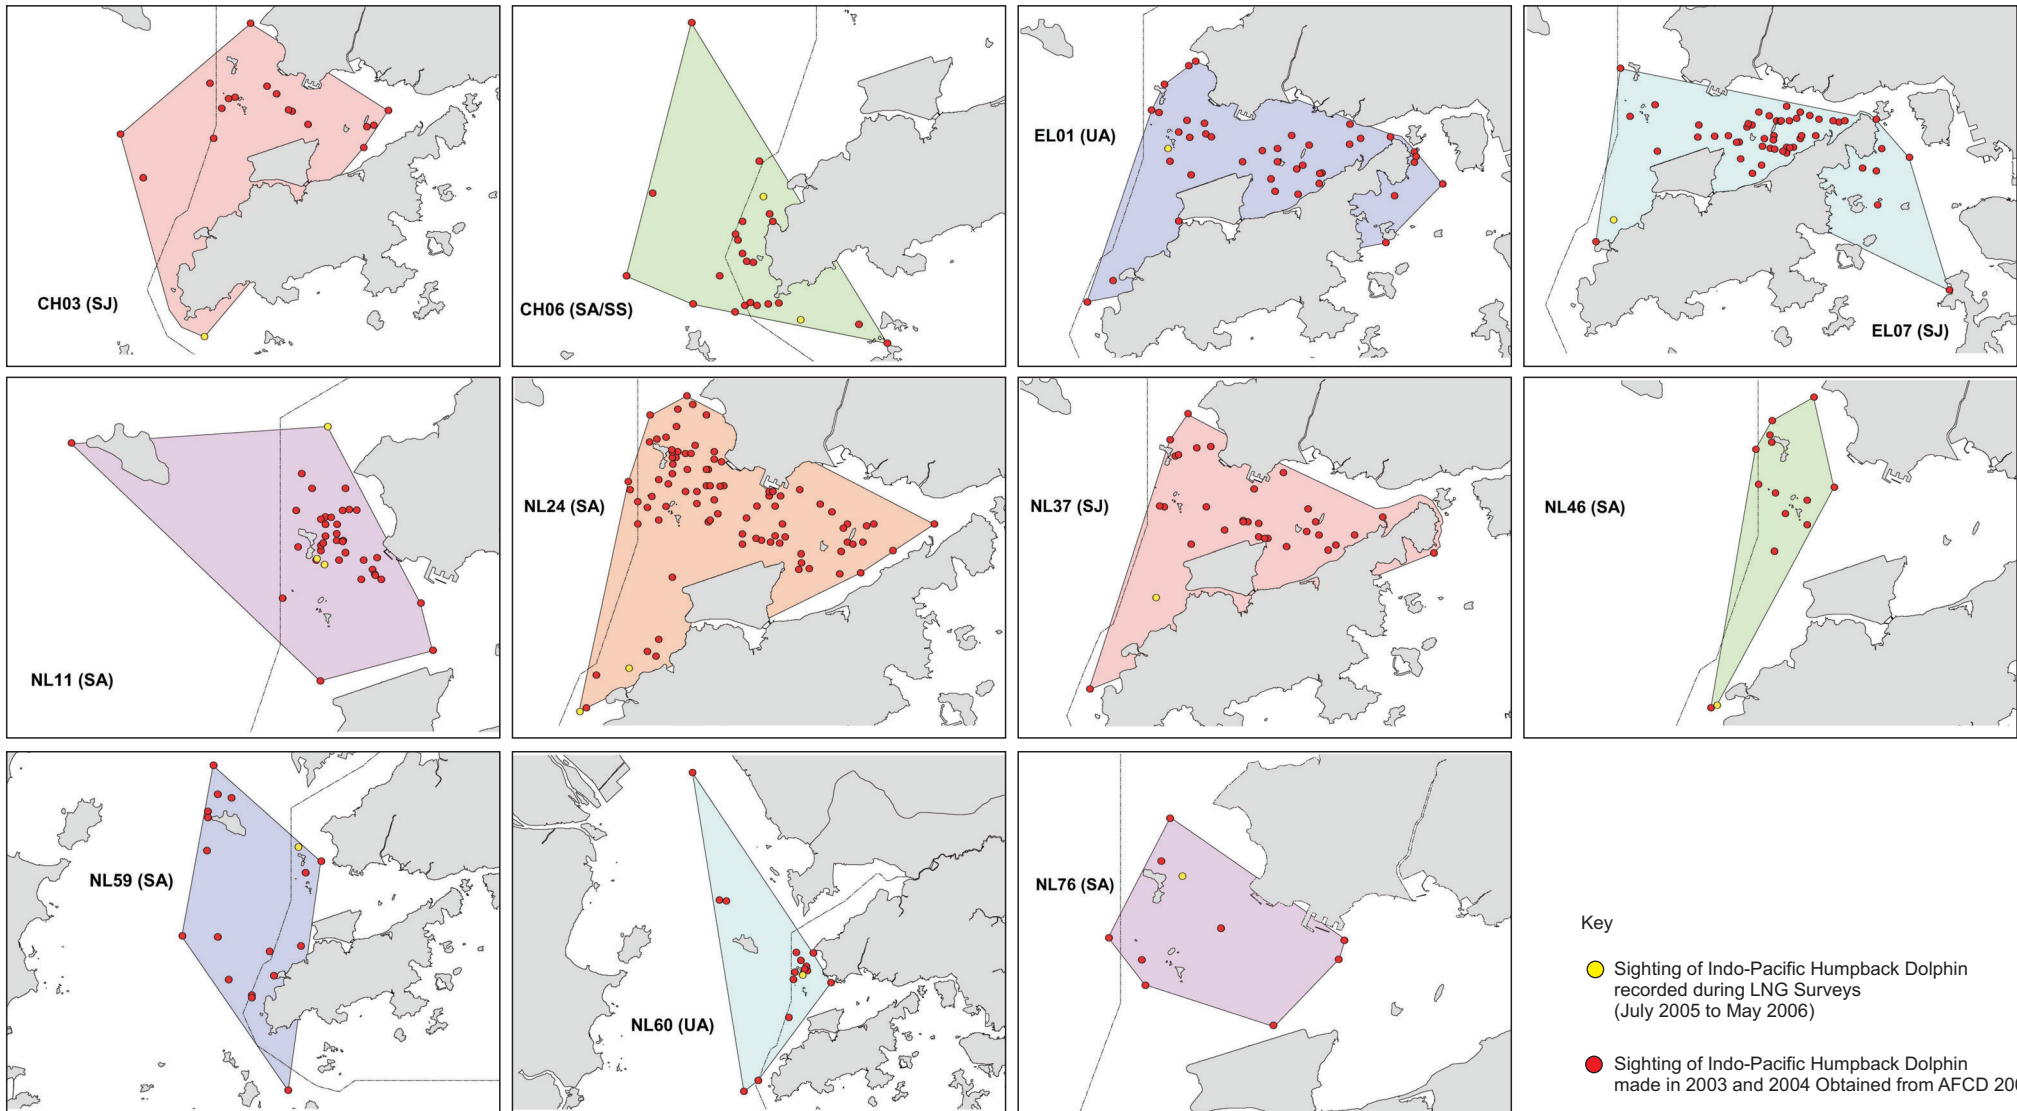 CH03 (SJ)
CH06 (SA/SS)
EL01 (UA)
EL07 (SJ)
NL11 (SA)
NL24 (SA)
NL37 (SJ)
NL46 (SA)
NL59 (SA)
NL60 (UA)
NL76 (SA)
Key
Sighting of Indo-Pacific Humpback Dolphin
recorded during LNG Surveys
(July 2005 to May 2006)
Sighting of Indo-Pacific Humpback Dolphin
made in 2003 and 2004 Obtained from AFCD